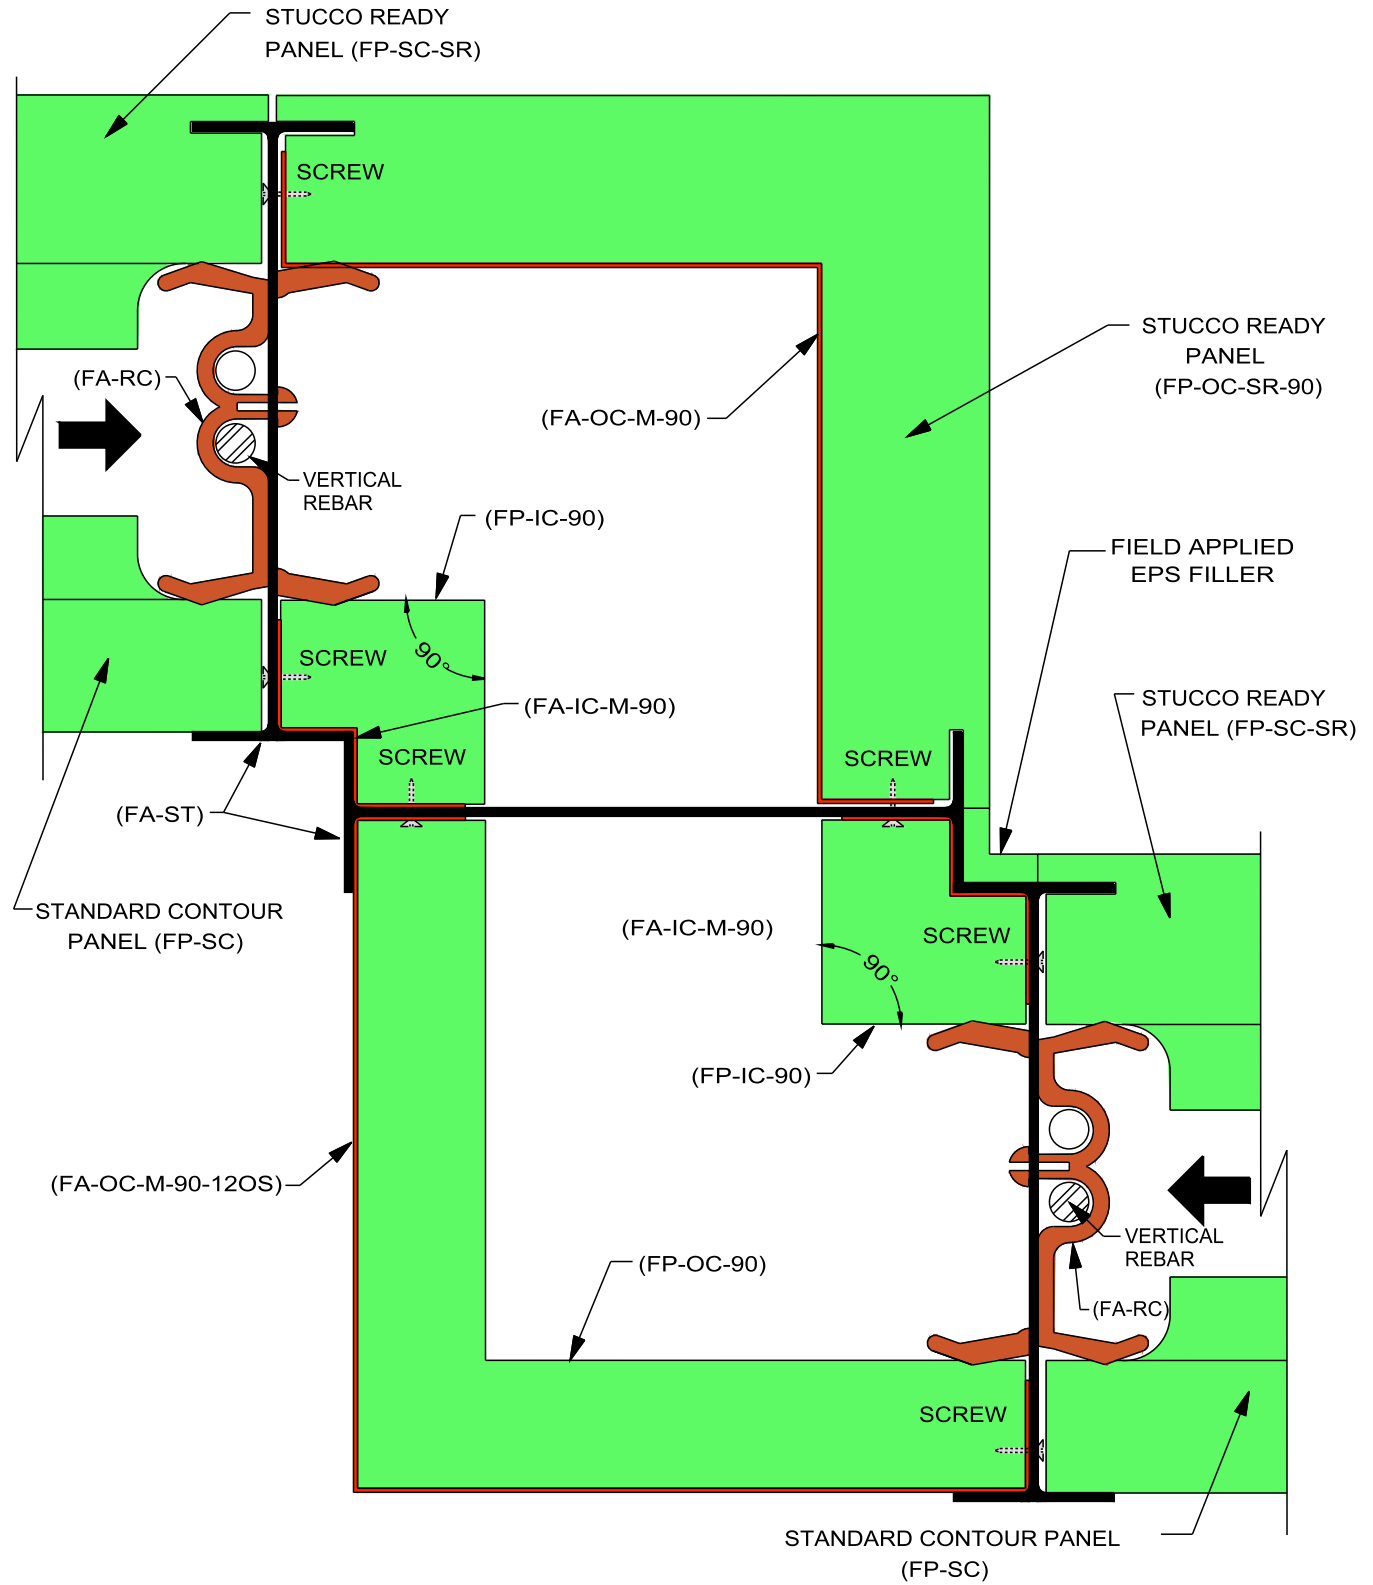 STUCCO READY
PANEL (FP-SC-SR)
SCREW
STUCCO READY
PANEL
(FP-OC-SR-90)
(FA-RC)
(FA-OC-M-90)
VERTICAL
REBAR
(FP-IC-90)
FIELD APPLIED
EPS FILLER
90°
SCREW
(FA-IC-M-90)
STUCCO READY
PANEL (FP-SC-SR)
SCREW
SCREW
(FA-ST)
STANDARD CONTOUR
PANEL (FP-SC)
(FA-IC-M-90)
SCREW
90°
(FP-IC-90)
(FA-OC-M-90-12OS)
VERTICAL
REBAR
(FP-OC-90)
(FA-RC)
SCREW
STANDARD CONTOUR PANEL
(FP-SC)